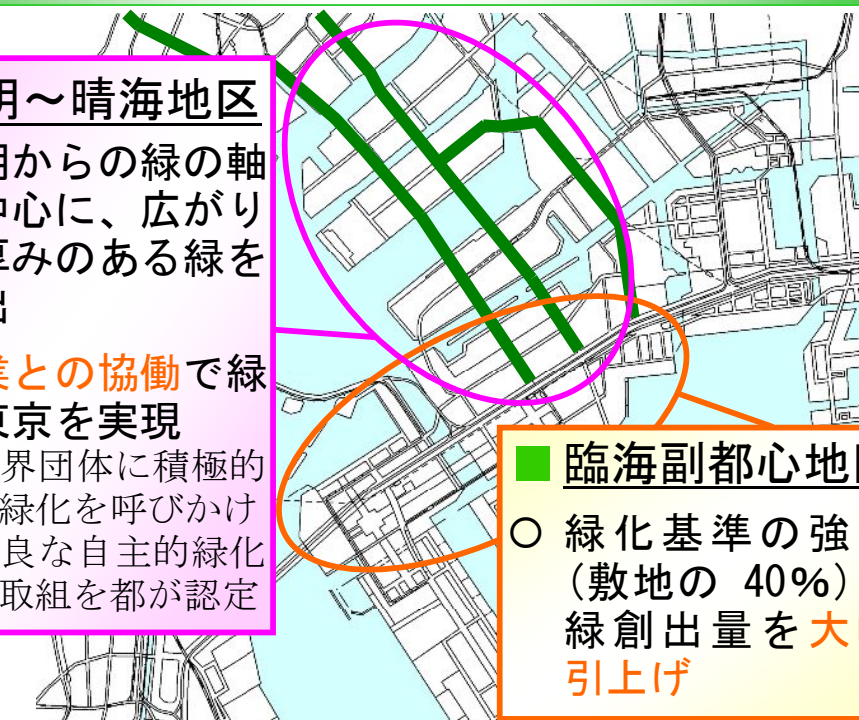 明～晴海地区
明からの緑の軸
中心に、広がり
厚みのある緑を
出
業との協働で緑
東京を実現
界団体に積極的
緑化を呼びかけ
良な自主的緑化
取組を都が認定
■ 臨海副都心地区
○ 緑化基準の強
（敷地の 40%）
緑創出量を大
引上げ